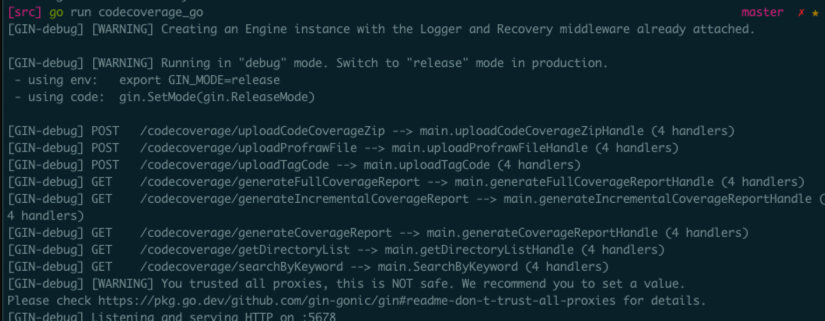 [src] go run codecoverage_go master ✗ ★
[GIN-debug] [WARNING] Creating an Engine instance with the Logger and Recovery middleware already attached.
[GIN-debug] [WARNING] Running in "debug" mode. Switch to "release" mode in production.
- using env: export GIN_MODE=release
- using code: gin.SetMode(gin.ReleaseMode)
[GIN-debug] POST /codecoverage/uploadCodeCoverageZip --> main.uploadCodeCoverageZipHandle (4 handlers)
[GIN-debug] POST /codecoverage/uploadProfrawFile --> main.uploadProfrawFileHandle (4 handlers)
[GIN-debug] POST /codecoverage/uploadTagCode --> main.uploadTagCode (4 handlers)
[GIN-debug] GET /codecoverage/generateFullCoverageReport --> main.generateFullCoverageReportHandle (4 handlers)
[GIN-debug] GET /codecoverage/generateIncrementalCoverageReport --> main.generateIncrementalCoverageReportHandle (
4 handlers)
[GIN-debug] GET /codecoverage/generateCoverageReport --> main.generateCoverageReportHandle (4 handlers)
[GIN-debug] GET /codecoverage/getDirectoryList --> main.getDirectoryListHandle (4 handlers)
[GIN-debug] GET /codecoverage/searchByKeyword --> main.SearchByKeyword (4 handlers)
[GIN-debug] [WARNING] You trusted all proxies, this is NOT safe. We recommend you to set a value.
Please check https://pkg.go.dev/github.com/gin-gonic/gin#readme-don-t-trust-all-proxies for details.
[GIN-debug] Listening and serving HTTP on :5678